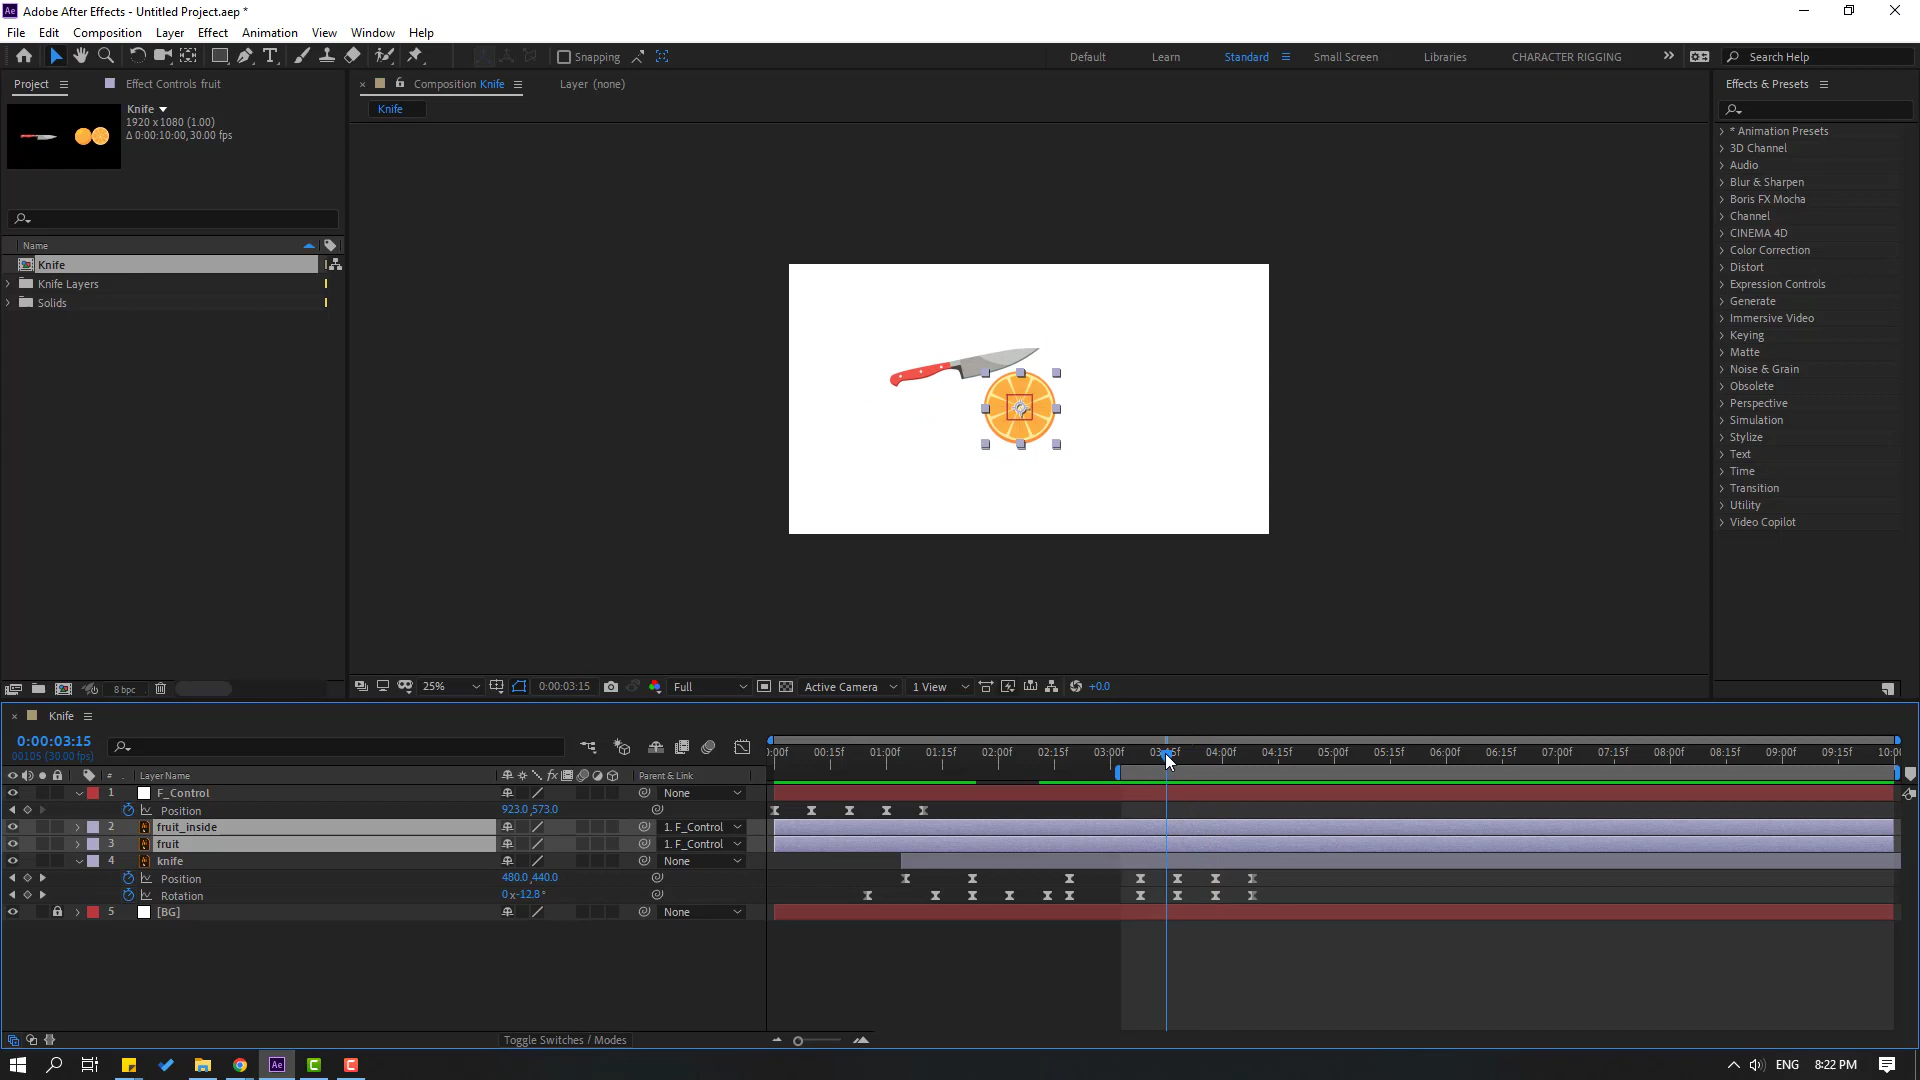 Adobe After Effects - Untitled Project.aep *
File Edit Composition Layer Effect Animation View Window Help
Snapping Default Learn Standard Small Screen Libraries CHARACTER RIGGING Search Help
Project Effect Controls fruit Composition Knife Layer (none) Effects & Presets
Knife
1920 x 1080 (1.00)
Δ 0:00:10:00, 30.00 fps
Knife
Name
Knife
Knife Layers
Solids
* Animation Presets
3D Channel
Audio
Blur & Sharpen
Boris FX Mocha
Channel
CINEMA 4D
Color Correction
Distort
Expression Controls
Generate
Immersive Video
Keying
Matte
Noise & Grain
Obsolete
Perspective
Simulation
Stylize
Text
Time
Transition
Utility
Video Copilot
8 bpc 25% 0:00:03:15 Full Active Camera 1 View +0.0
Knife
0:00:03:15
00105 (30.00 fps)
:00f 00:15f 01:00f 01:15f 02:00f 02:15f 03:00f 03:15f 04:00f 04:15f 05:00f 05:15f 06:00f 06:15f 07:00f 07:15f 08:00f 08:15f 09:00f 09:15f 10:00
# Layer Name fx Parent & Link
1 F_Control None
Position 923.0,573.0
2 fruit_inside 1. F_Control
3 fruit 1. F_Control
4 knife None
Position 480.0,440.0
Rotation 0x-12.8°
5 [BG] None
Toggle Switches / Modes
ENG 8:22 PM